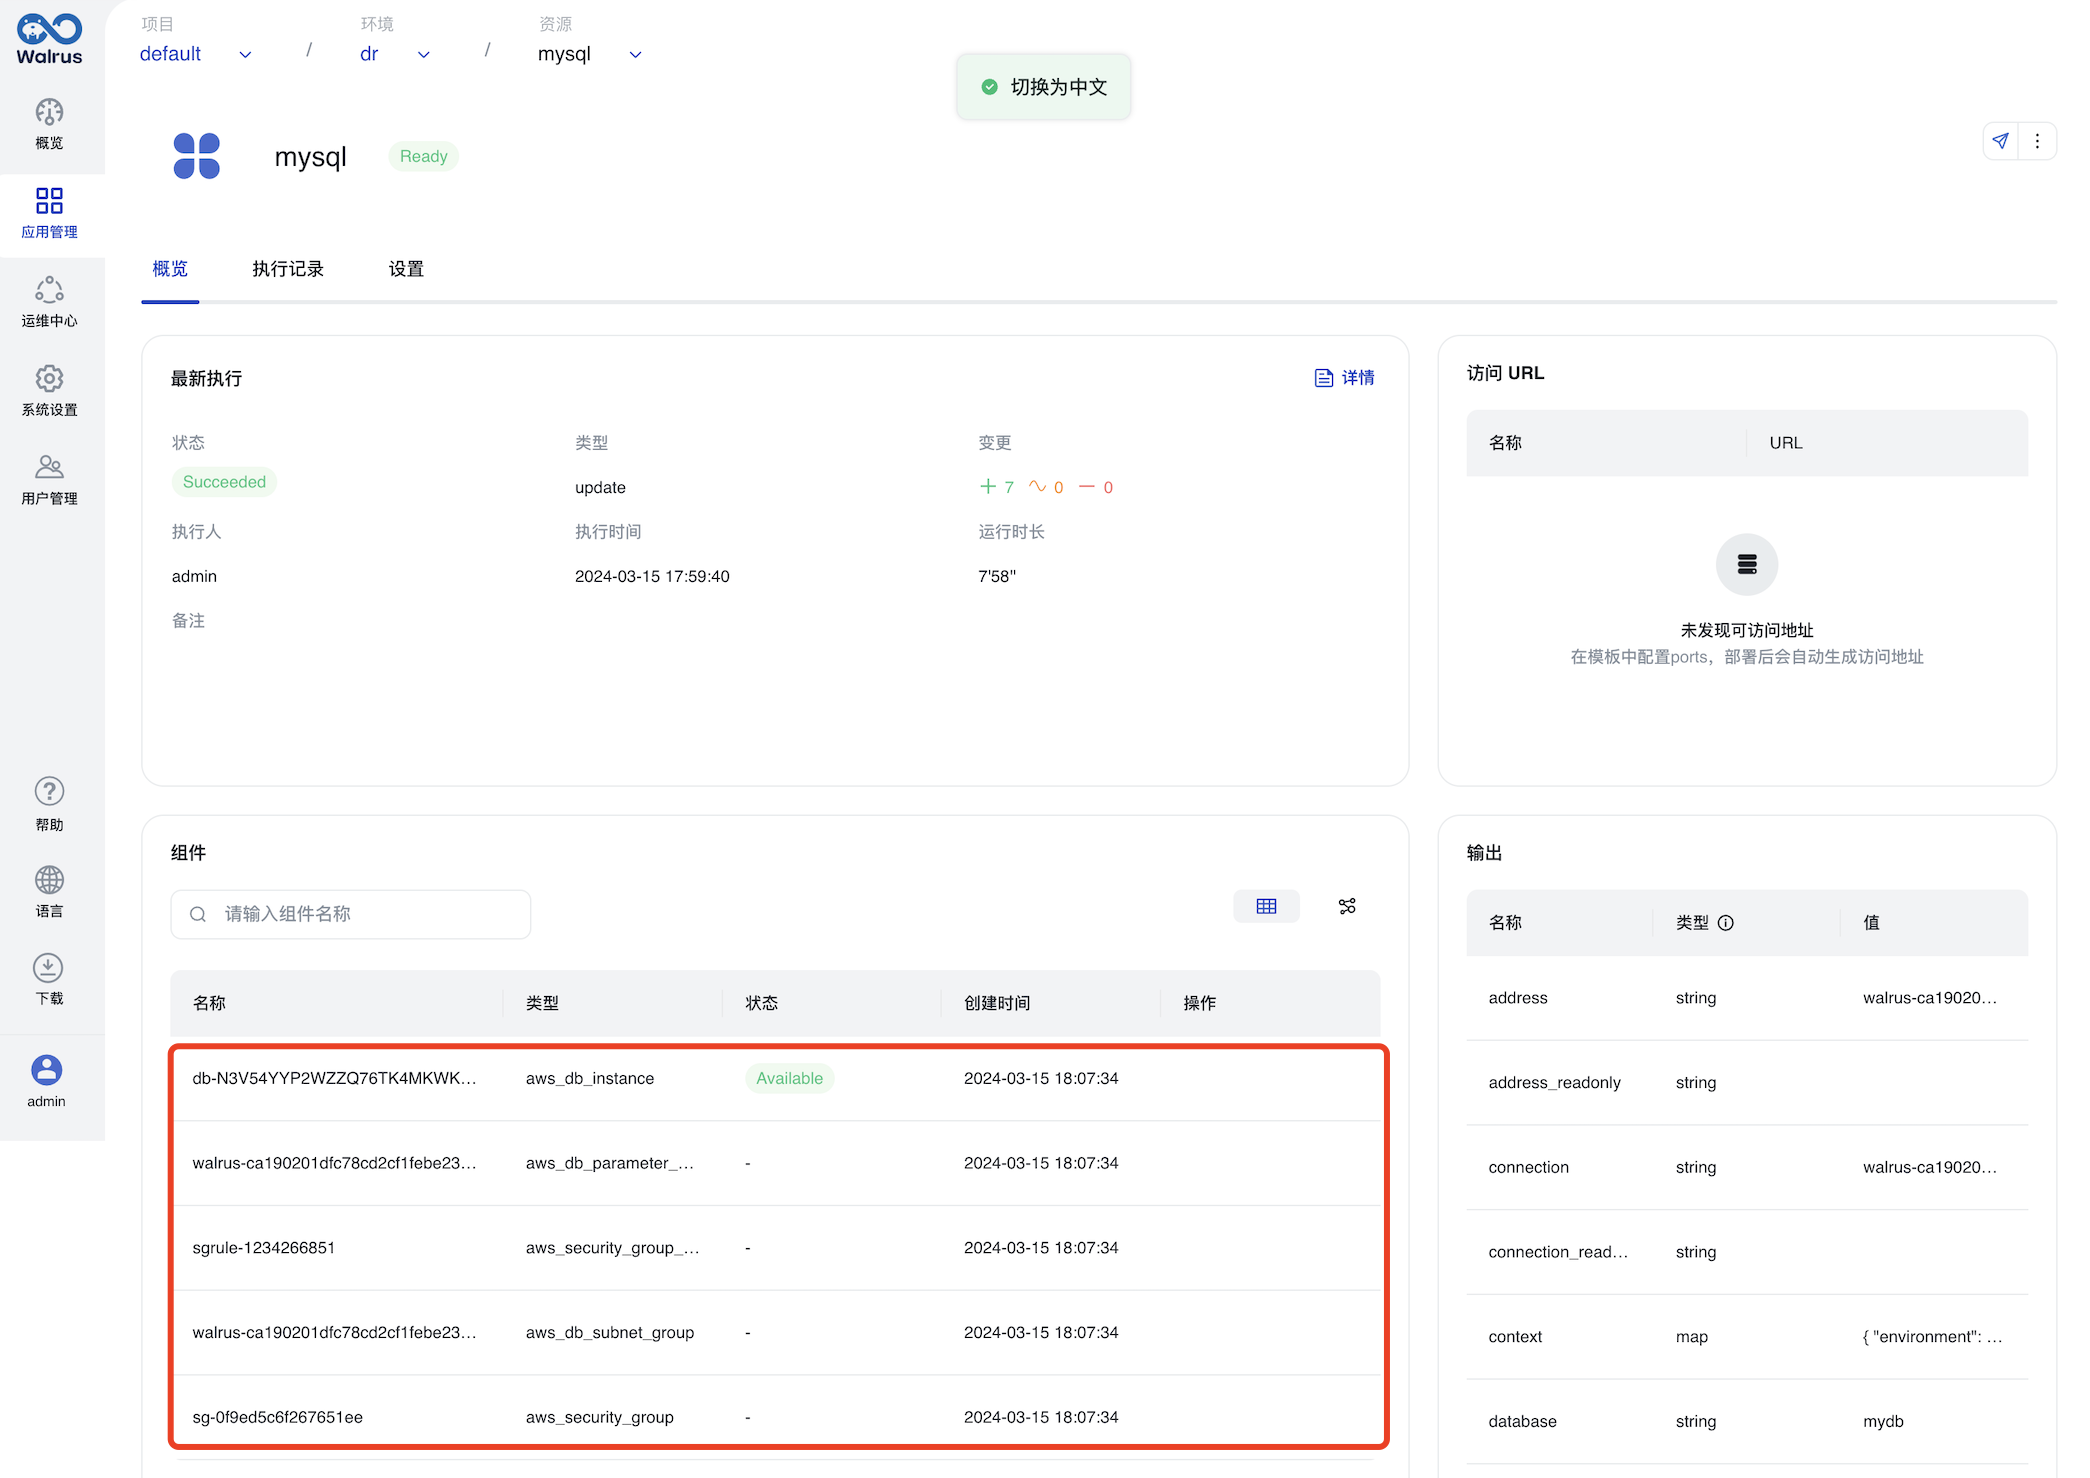 Walrus
概览
应用管理
运维中心
系统设置
用户管理
帮助
语言
下载
admin
项目
default
/
环境
dr
/
资源
mysql
切换为中文
mysql
Ready
概览
执行记录
设置
最新执行
详情
状态
类型
变更
Succeeded
update
7 0 0
执行人
执行时间
运行时长
admin
2024-03-15 17:59:40
7'58"
备注
访问 URL
名称 URL
未发现可访问地址
在模板中配置ports，部署后会自动生成访问地址
组件
请输入组件名称
名称 类型 状态 创建时间 操作
db-N3V54YYP2WZZQ76TK4MKWK... aws_db_instance Available 2024-03-15 18:07:34
walrus-ca190201dfc78cd2cf1febe23... aws_db_parameter_... - 2024-03-15 18:07:34
sgrule-1234266851 aws_security_group_... - 2024-03-15 18:07:34
walrus-ca190201dfc78cd2cf1febe23... aws_db_subnet_group - 2024-03-15 18:07:34
sg-0f9ed5c6f267651ee aws_security_group - 2024-03-15 18:07:34
输出
名称 类型 值
address string walrus-ca19020...
address_readonly string
connection string walrus-ca19020...
connection_read... string
context map { "environment": ...
database string mydb